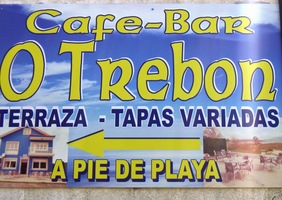 Cafe-Bar
O Trebon
TERRAZA - TAPAS VARIADAS
A PIE DE PLAYA